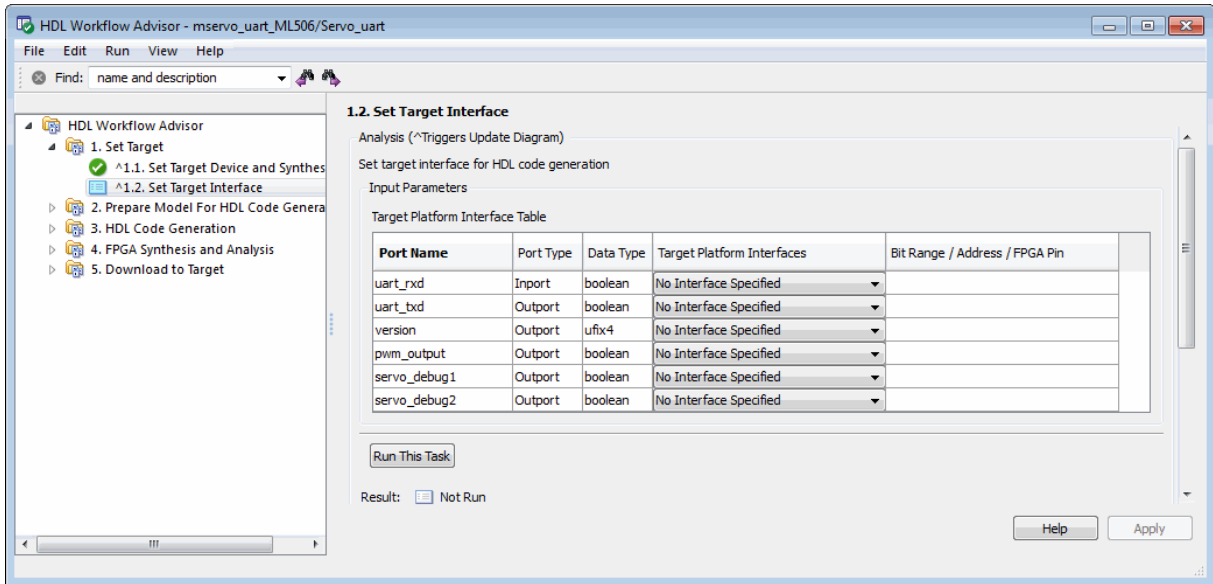 HDL Workflow Advisor - mservo_uart_ML506/Servo_uart
File Edit Run View Help
Find: name and description
HDL Workflow Advisor
1. Set Target
^1.1. Set Target Device and Synthes
^1.2. Set Target Interface
2. Prepare Model For HDL Code Genera
3. HDL Code Generation
4. FPGA Synthesis and Analysis
5. Download to Target
1.2. Set Target Interface
Analysis (^Triggers Update Diagram)
Set target interface for HDL code generation
Input Parameters
Target Platform Interface Table
Port Name Port Type Data Type Target Platform Interfaces Bit Range / Address / FPGA Pin
uart_rxd Inport boolean No Interface Specified
uart_txd Outport boolean No Interface Specified
version Outport ufix4 No Interface Specified
pwm_output Outport boolean No Interface Specified
servo_debug1 Outport boolean No Interface Specified
servo_debug2 Outport boolean No Interface Specified
Run This Task
Result: Not Run
Help Apply